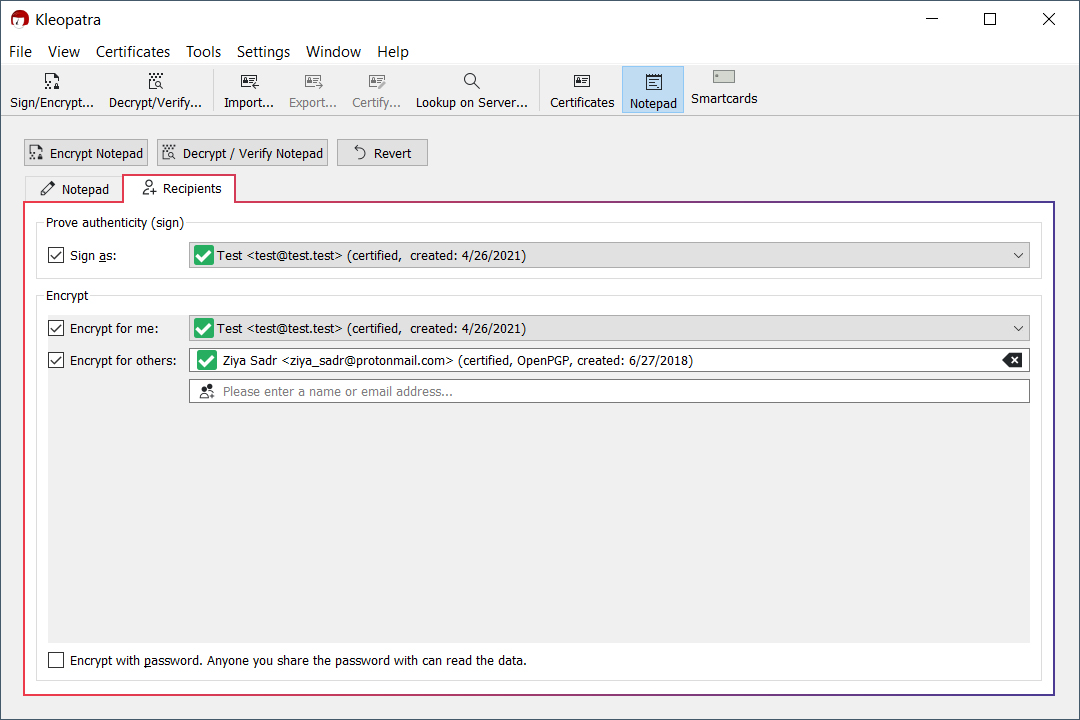 Kleopatra
File View Certificates Tools Settings Window Help
Sign/Encrypt... Decrypt/Verify... Import... Export... Certify... Lookup on Server... Certificates Notepad Smartcards
Encrypt Notepad Decrypt / Verify Notepad Revert
Notepad Recipients
Prove authenticity (sign)
Sign as: Test <test@test.test> (certified,  created: 4/26/2021)
Encrypt
Encrypt for me: Test <test@test.test> (certified,  created: 4/26/2021)
Encrypt for others: Ziya Sadr <ziya_sadr@protonmail.com> (certified, OpenPGP, created: 6/27/2018)
Please enter a name or email address...
Encrypt with password. Anyone you share the password with can read the data.